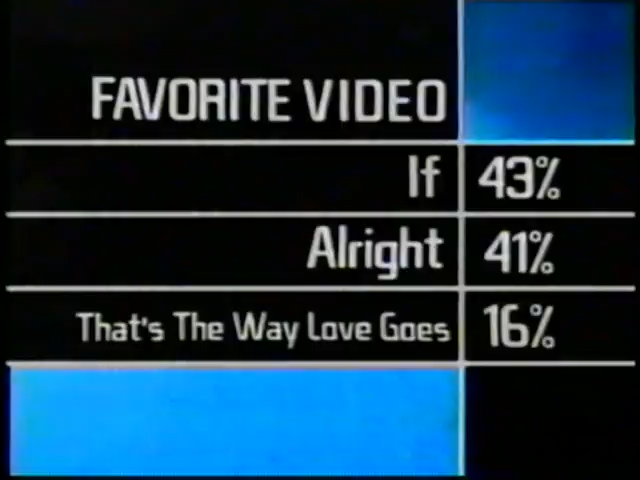 FAVORITE VIDEO
If 43%
Alright 41%
That's The Way Love Goes 16%